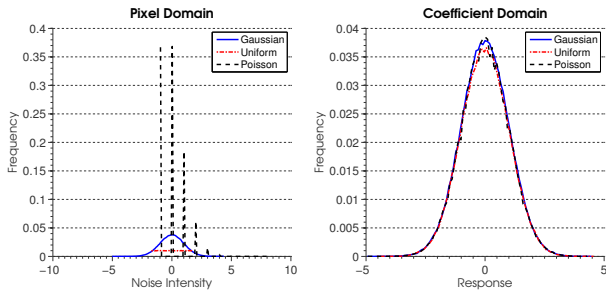 Pixel Domain
Frequency
0.4
0.35
0.3
0.25
0.2
0.15
0.1
0.05
0
−10
−5
0
5
10
Noise Intensity
Gaussian
Uniform
Poisson
Coefficient Domain
Frequency
0.04
0.035
0.03
0.025
0.02
0.015
0.01
0.005
0
−5
0
5
Response
Gaussian
Uniform
Poisson